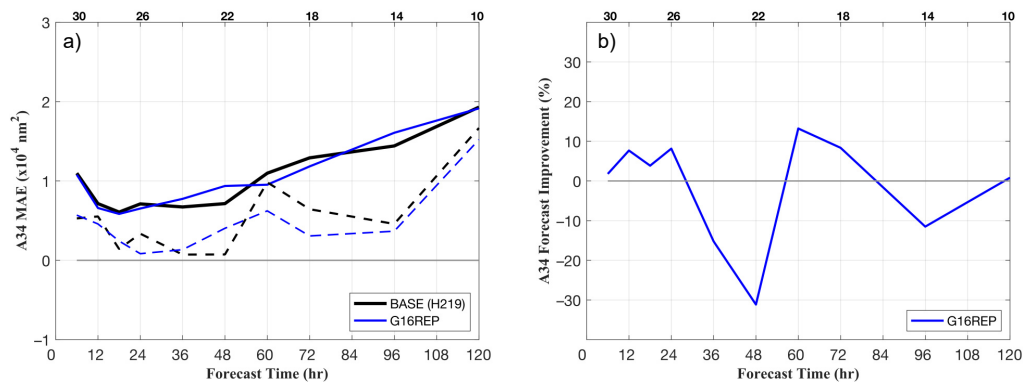 30 26 22 18 14 10
a)
3
2
1
0
−1
A34 MAE (x10⁴ nm²)
BASE (H219)
G16REP
0 12 24 36 48 60 72 84 96 108 120
Forecast Time (hr)
30 26 22 18 14 10
b)
30
20
10
0
−10
−20
−30
A34 Forecast Improvement (%)
G16REP
0 12 24 36 48 60 72 84 96 108 120
Forecast Time (hr)